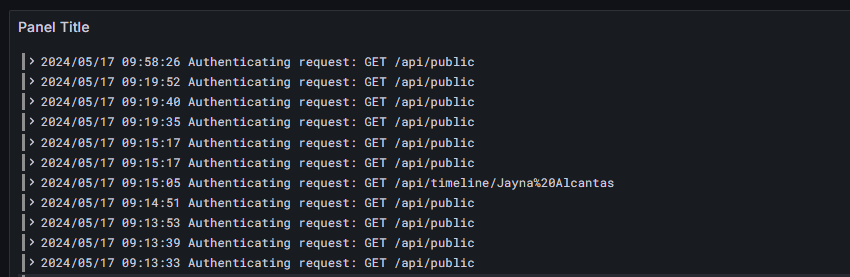 Panel Title
2024/05/17 09:58:26 Authenticating request: GET /api/public
2024/05/17 09:19:52 Authenticating request: GET /api/public
2024/05/17 09:19:40 Authenticating request: GET /api/public
2024/05/17 09:19:35 Authenticating request: GET /api/public
2024/05/17 09:15:17 Authenticating request: GET /api/public
2024/05/17 09:15:17 Authenticating request: GET /api/public
2024/05/17 09:15:05 Authenticating request: GET /api/timeline/Jayna%20Alcantas
2024/05/17 09:14:51 Authenticating request: GET /api/public
2024/05/17 09:13:53 Authenticating request: GET /api/public
2024/05/17 09:13:39 Authenticating request: GET /api/public
2024/05/17 09:13:33 Authenticating request: GET /api/public